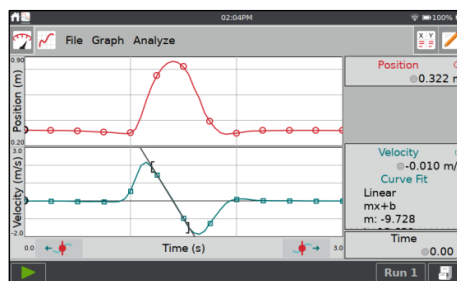 02:04PM
100%
File Graph Analyze
X Y
0.90
Position (m)
0.20
Position
0.322 m
3.0
Velocity (m/s)
-2.0
Velocity
-0.010 m/
Curve Fit
Linear
mx+b
m: -9.728
0.0
Time (s)
3.0
Time
0.00
Run 1